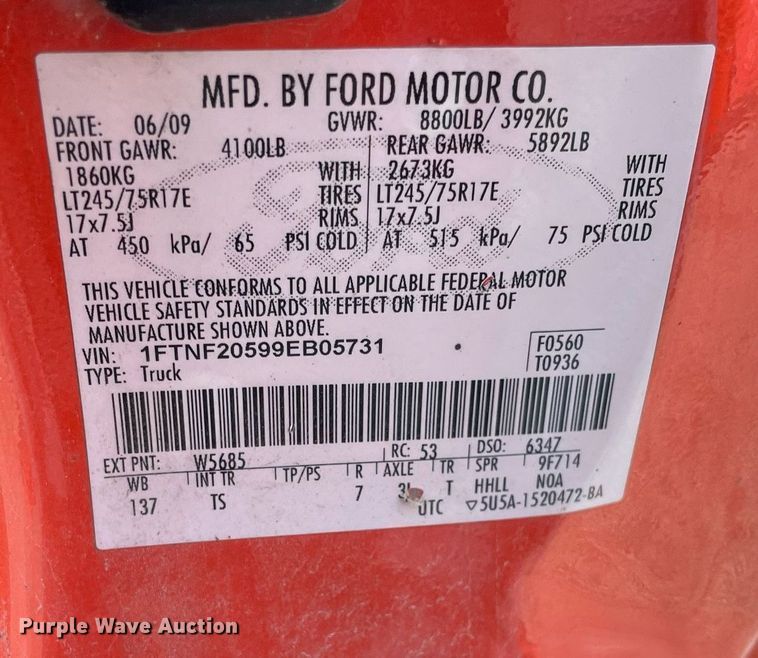 MFD. BY FORD MOTOR CO.
DATE: 06/09 GVWR: 8800LB/ 3992KG
FRONT GAWR: 4100LB REAR GAWR: 5892LB
1860KG WITH 2673KG WITH
LT245/75R17E TIRES LT245/75R17E TIRES
17x7.5J RIMS 17x7.5J RIMS
AT 450 kPa/ 65 PSI COLD AT 515 kPa/ 75 PSI COLD
THIS VEHICLE CONFORMS TO ALL APPLICABLE FEDERAL MOTOR
VEHICLE SAFETY STANDARDS IN EFFECT ON THE DATE OF
MANUFACTURE SHOWN ABOVE.
VIN: 1FTNF20599EB05731 F0560
TYPE: Truck T0936
EXT PNT: W5685 RC: 53 DSO: 6347
WB INT TR TP/PS R AXLE TR SPR 9F714
137 TS 7 T HHLL N0A
UTC ▽5U5A-1520472-BA
Ford
Purple Wave Auction